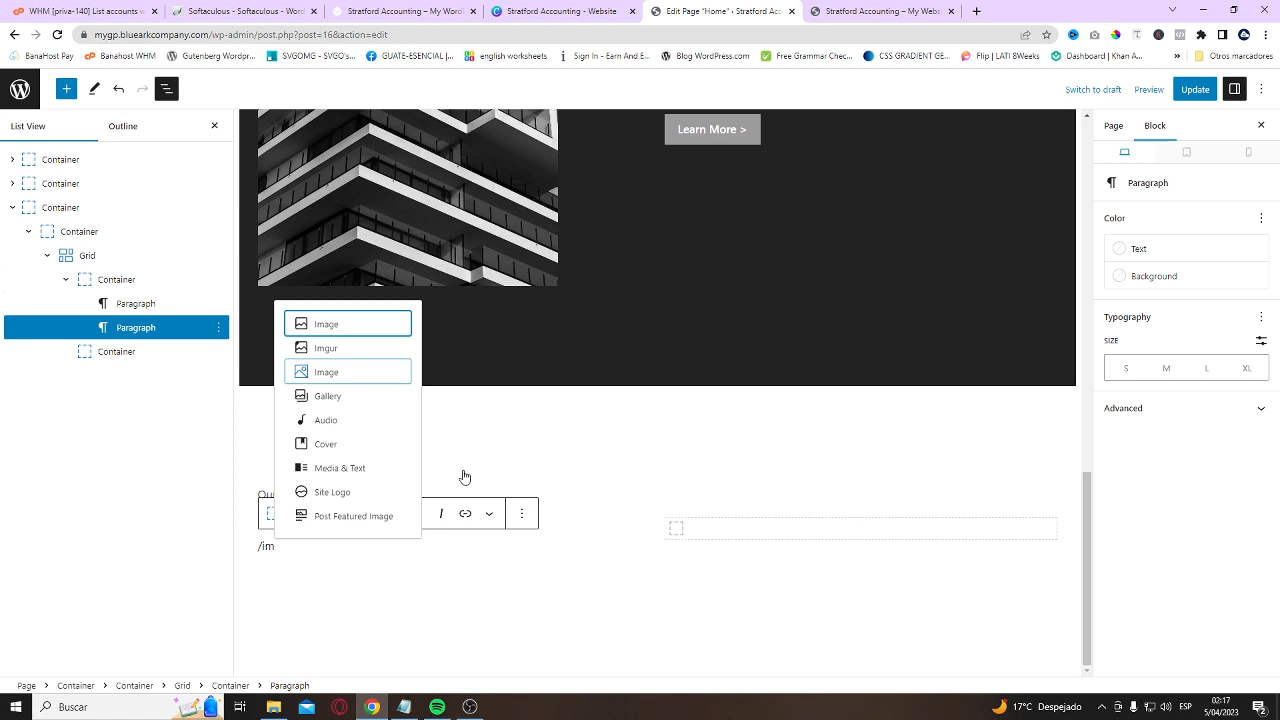 WHM [priva-140] List accounts w
Softaculous - Softaculous - Word
Stratford Accounting - My Word
Stratford Accounting - Website
Edit Page “Home” ‹ Stratford Acc
Stratford Accounting – My Webs
mygp.bluearkcompany.com/wp-admin/post.php?post=16&action=edit
BanaHost Pay
Banahost WHM
Gutenberg Wordpr...
SVGOMG - SVGO's...
GUATE-ESENCIAL |...
english worksheets
Sign In - Earn And E...
Blog WordPress.com
Free Grammar Chec...
CSS GRADIENT GE...
Flip | LATI 8Weeks
Dashboard | Khan A...
»
Otros marcadores
Switch to draft
Preview
Update
List View
Outline
Container
Container
Container
Container
Grid
Container
Paragraph
Paragraph
Container
Learn More >
Image
Imgur
Image
Gallery
Audio
Cover
Media & Text
Site Logo
Post Featured Image
/im
Page
Block
Paragraph
Color
Text
Background
Typography
SIZE
S M L XL
Advanced
Page > Container > Container > Grid > Container > Paragraph
Buscar
17°C Despejado
ESP
02:17
5/04/2023